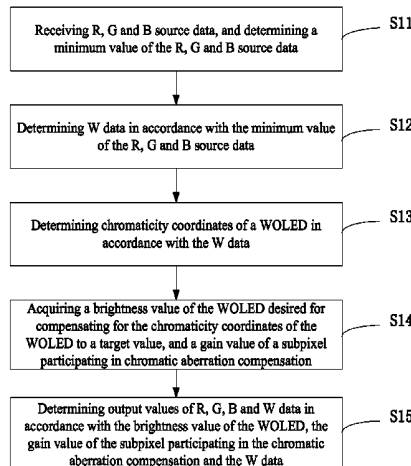 Receiving R, G and B source data, and determining a
minimum value of the R, G and B source data
S11
Determining W data in accordance with the minimum value
of the R, G and B source data
S12
Determining chromaticity coordinates of a WOLED in
accordance with the W data
S13
Acquiring a brightness value of the WOLED desired for
compensating for the chromaticity coordinates of the
WOLED to a target value, and a gain value of a subpixel
participating in chromatic aberration compensation
S14
Determining output values of R, G, B and W data in
accordance with the brightness value of the WOLED, the
gain value of the subpixel participating in the chromatic
aberration compensation and the W data
S15